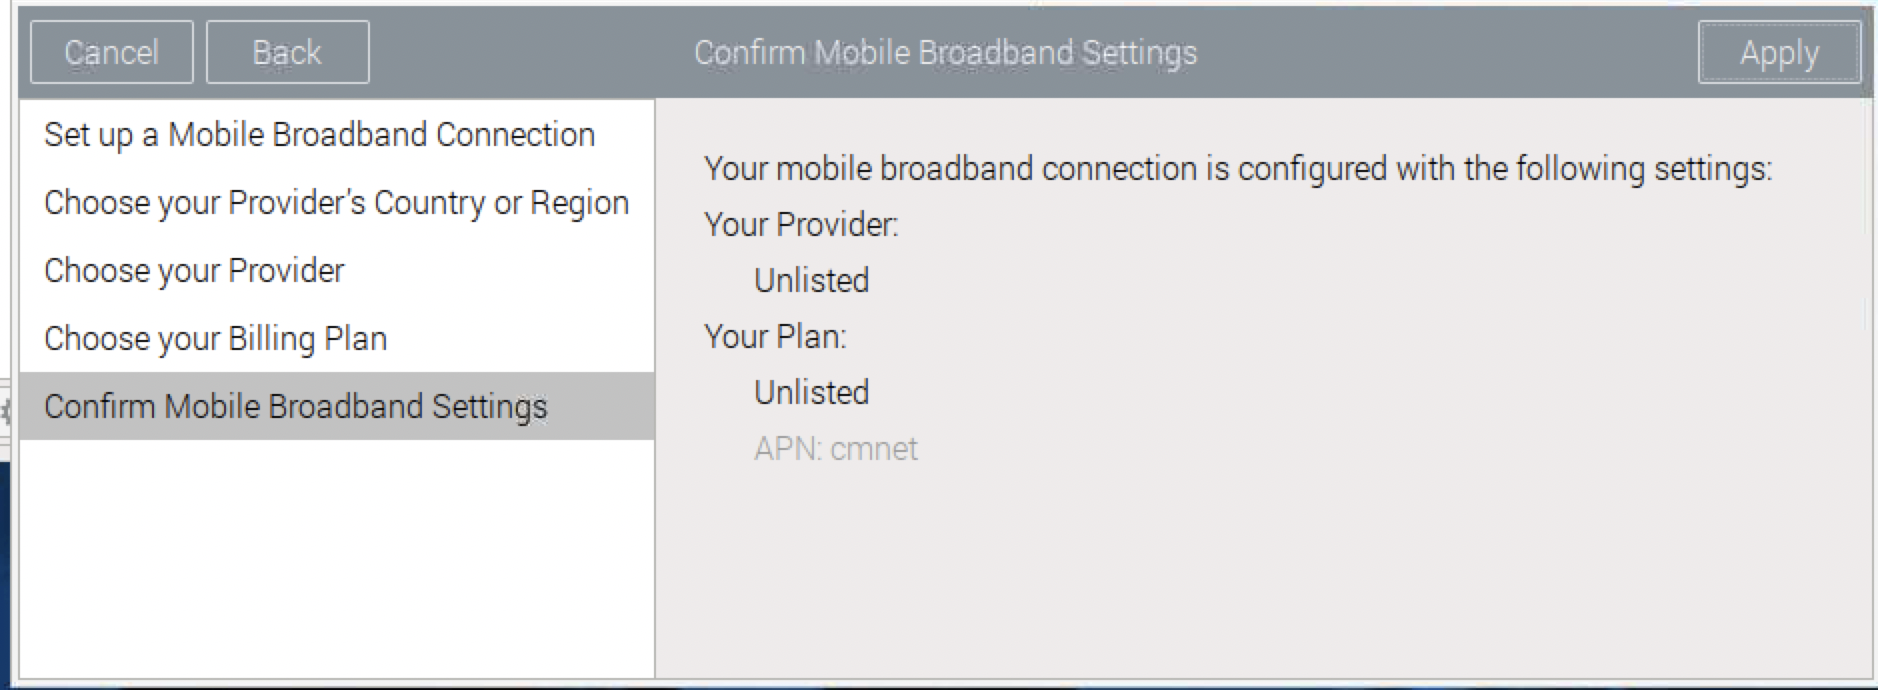 Cancel
Back
Confirm Mobile Broadband Settings
Apply
Set up a Mobile Broadband Connection
Choose your Provider's Country or Region
Choose your Provider
Choose your Billing Plan
Confirm Mobile Broadband Settings
Your mobile broadband connection is configured with the following settings:
Your Provider:
Unlisted
Your Plan:
Unlisted
APN: cmnet